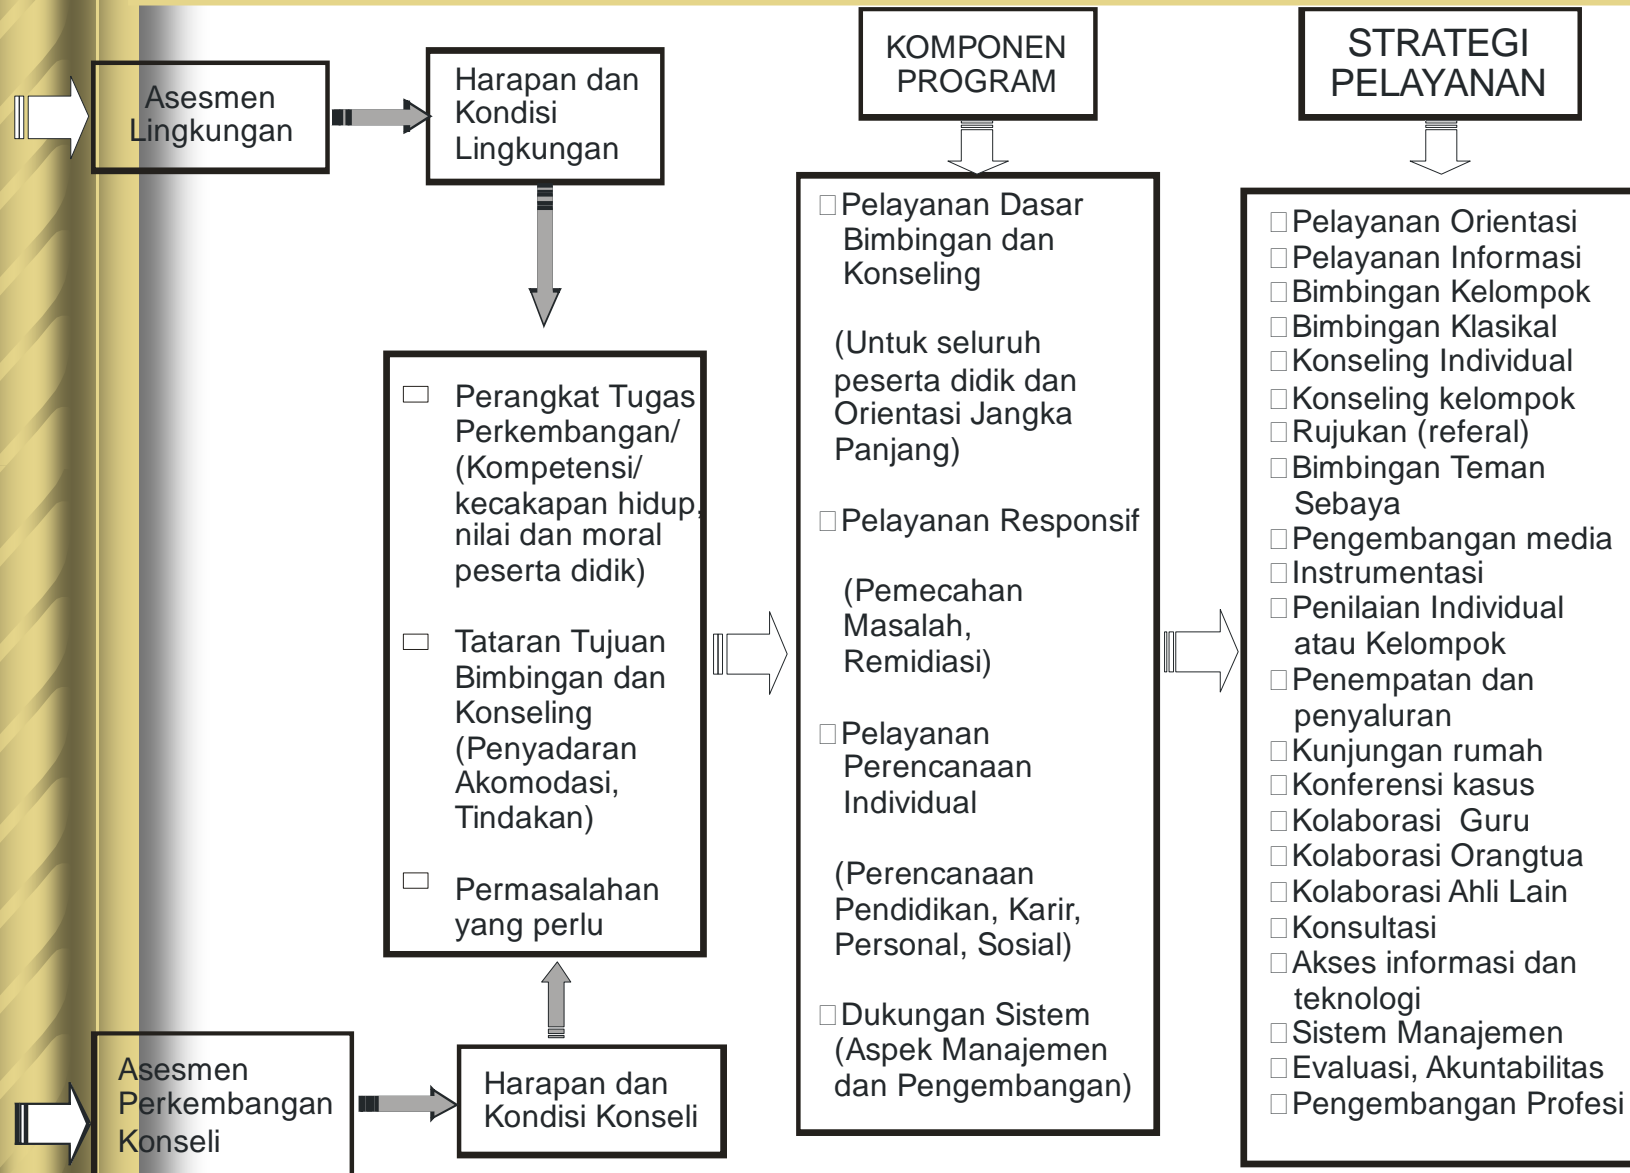 Asesmen
Lingkungan
Harapan dan
Kondisi
Lingkungan
Perangkat Tugas
Perkembangan/
(Kompetensi/
kecakapan hidup,
nilai dan moral
peserta didik)
Tataran Tujuan
Bimbingan dan
Konseling
(Penyadaran
Akomodasi,
Tindakan)
Permasalahan
yang perlu
Asesmen
Perkembangan
Konseli
Harapan dan
Kondisi Konseli
KOMPONEN
PROGRAM
Pelayanan Dasar
Bimbingan dan
Konseling
(Untuk seluruh
peserta didik dan
Orientasi Jangka
Panjang)
Pelayanan Responsif
(Pemecahan
Masalah,
Remidiasi)
Pelayanan
Perencanaan
Individual
(Perencanaan
Pendidikan, Karir,
Personal, Sosial)
Dukungan Sistem
(Aspek Manajemen
dan Pengembangan)
STRATEGI
PELAYANAN
Pelayanan Orientasi
Pelayanan Informasi
Bimbingan Kelompok
Bimbingan Klasikal
Konseling Individual
Konseling kelompok
Rujukan (referal)
Bimbingan Teman
Sebaya
Pengembangan media
Instrumentasi
Penilaian Individual
atau Kelompok
Penempatan dan
penyaluran
Kunjungan rumah
Konferensi kasus
Kolaborasi Guru
Kolaborasi Orangtua
Kolaborasi Ahli Lain
Konsultasi
Akses informasi dan
teknologi
Sistem Manajemen
Evaluasi, Akuntabilitas
Pengembangan Profesi